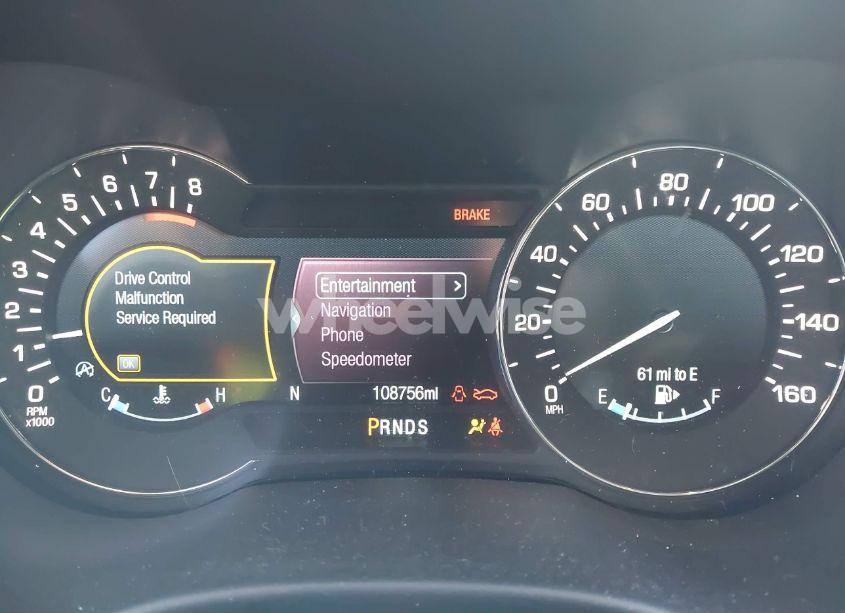 0
1
2
3
4
5
6
7
8
RPM
x1000
Drive Control
Malfunction
Service Required
OK
C
H
BRAKE
Entertainment >
Navigation
Phone
Speedometer
wheelwise
N
108756mi
PRNDS
0
20
40
60
80
100
120
140
160
MPH
61 mi to E
E
F